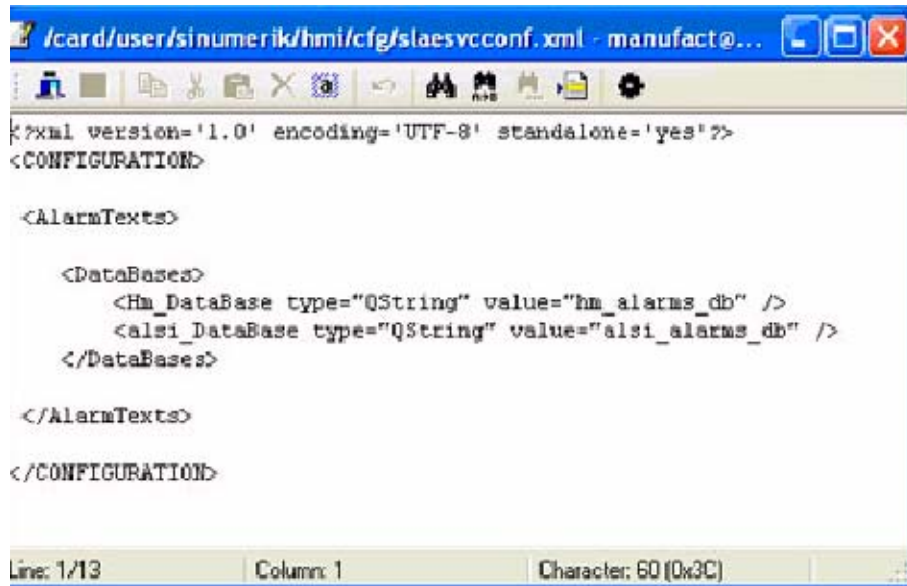 /card/user/sinumerik/hmi/cfg/slaesvcconf.xml - manufact@...
<?xml version='1.0' encoding='UTF-8' standalone='yes'?>
<CONFIGURATION>
<AlarmTexts>
<DataBases>
<Hm_DataBase type="QString" value="hm_alarms_db" />
<alsi_DataBase type="QString" value="alsi_alarms_db" />
</DataBases>
</AlarmTexts>
</CONFIGURATION>
Line: 1/13 Column: 1 Character: 60 (0x3C)